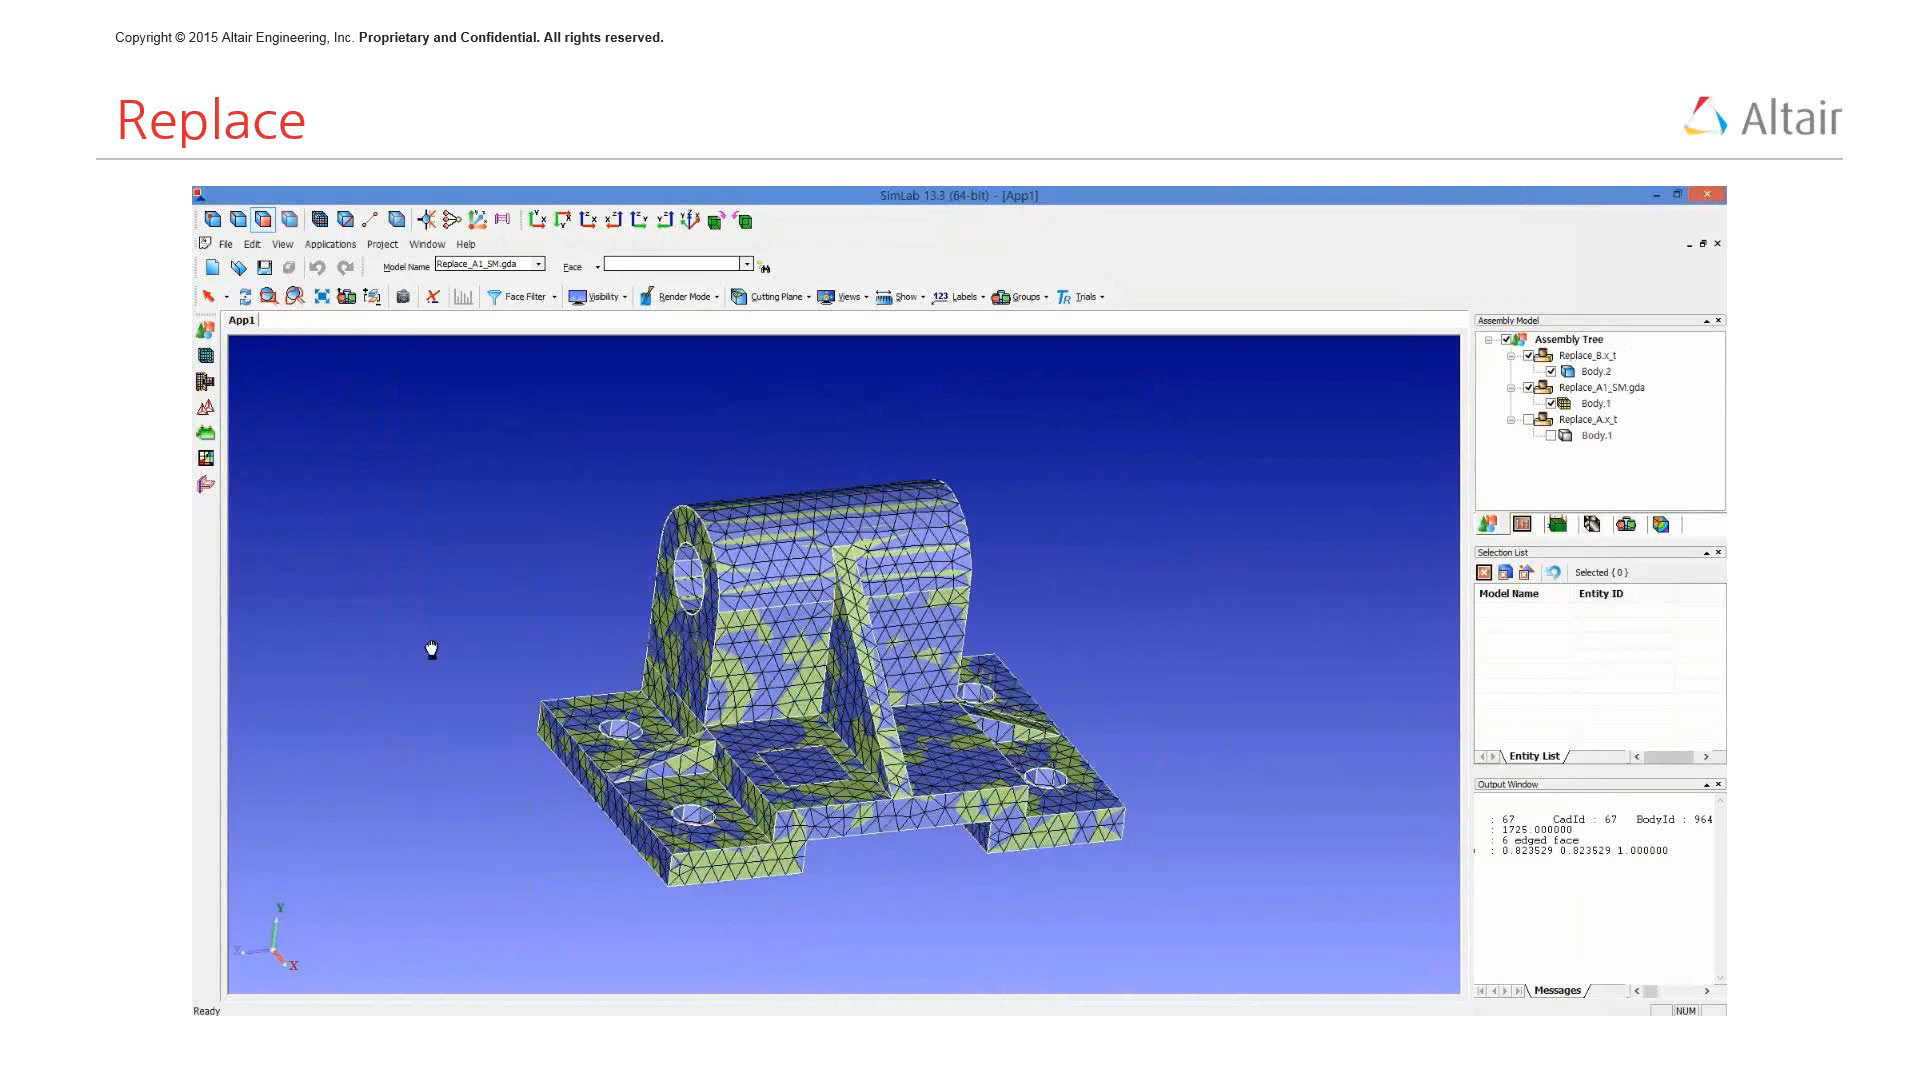 Copyright © 2015 Altair Engineering, Inc. Proprietary and Confidential. All rights reserved.
Replace
Altair
SimLab 13.3 (64-bit) - [App1]
File Edit View Applications Project Window Help
Model Name Replace_A1_SM.gda Face
Face Filter Visibility Render Mode Cutting Plane Views Show 123 Labels Groups TR Trials
App1
Assembly Model
Assembly Tree
Replace_B.x_t
Body.2
Replace_A1_SM.gda
Body.1
Replace_A.x_t
Body.1
Selection List
Selected { 0 }
Model Name Entity ID
Entity List
Output Window
: 67 CadId : 67 BodyId : 964
: 1725.000000
: 6 edged face
: 0.823529 0.823529 1.000000
Y
Z
X
Messages
Ready
NUM